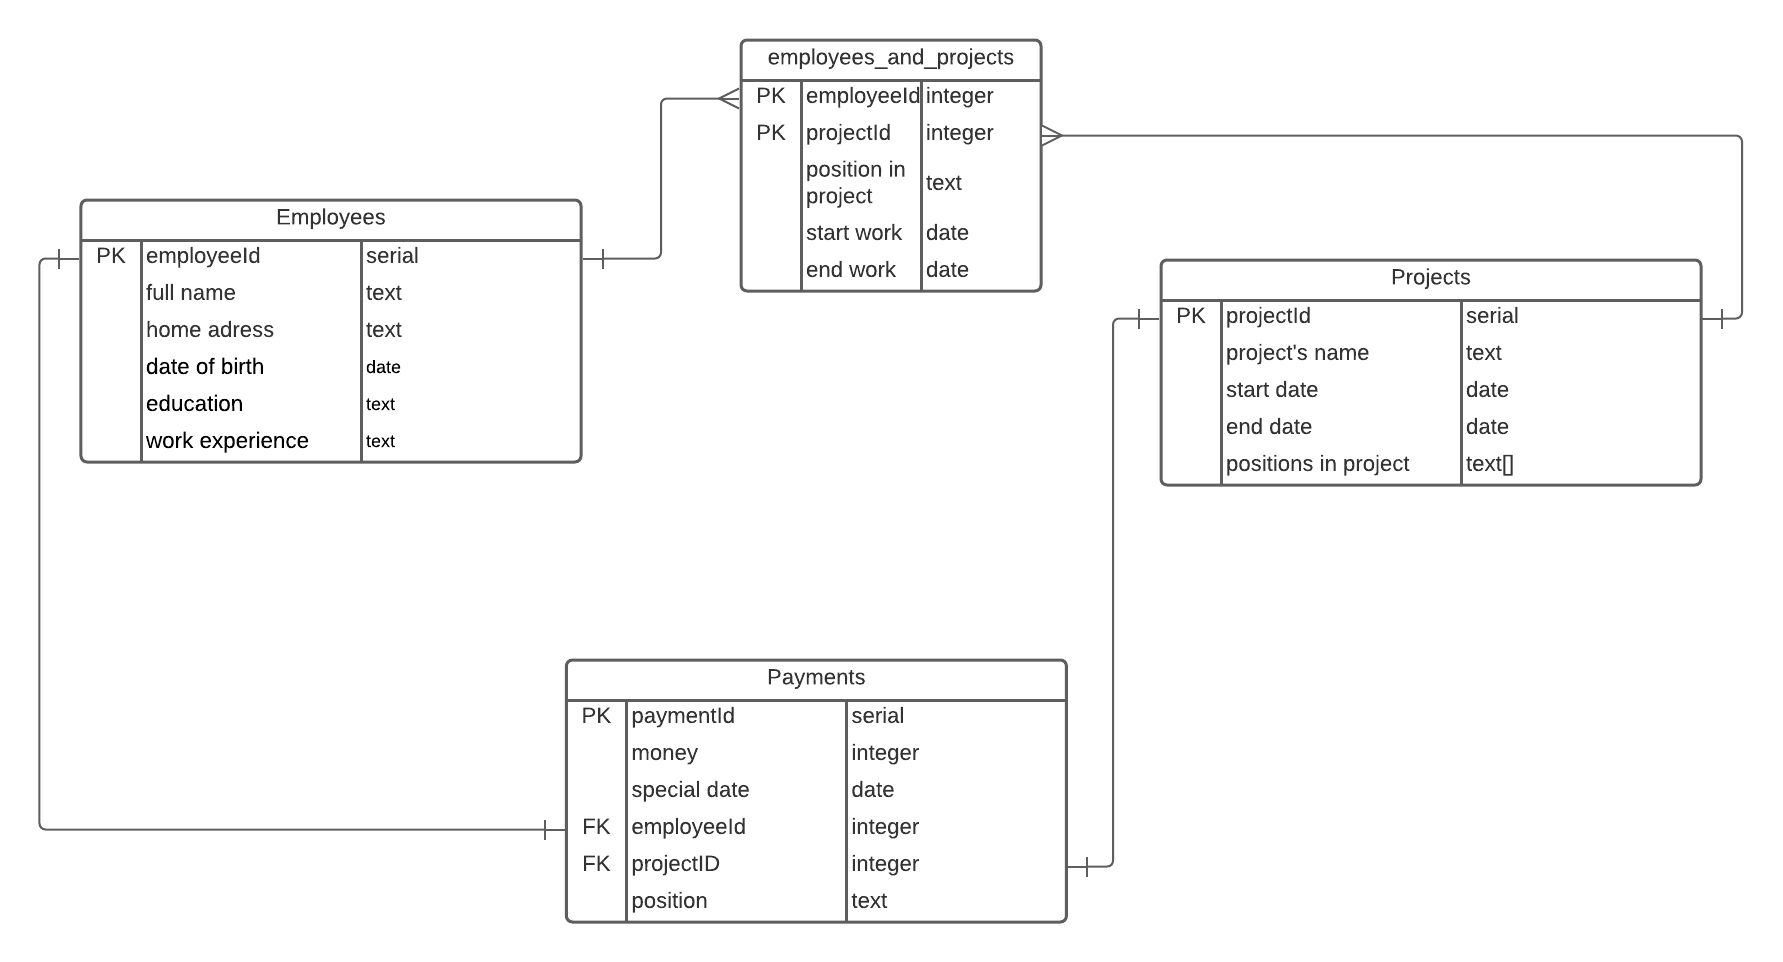 employees_and_projects
PK employeeId integer
PK projectId integer
position in
project text
start work date
end work date
Employees
PK employeeId serial
full name text
home adress text
date of birth date
education text
work experience text
Projects
PK projectId serial
project's name text
start date date
end date date
positions in project text[]
Payments
PK paymentId serial
money integer
special date date
FK employeeId integer
FK projectID integer
position text